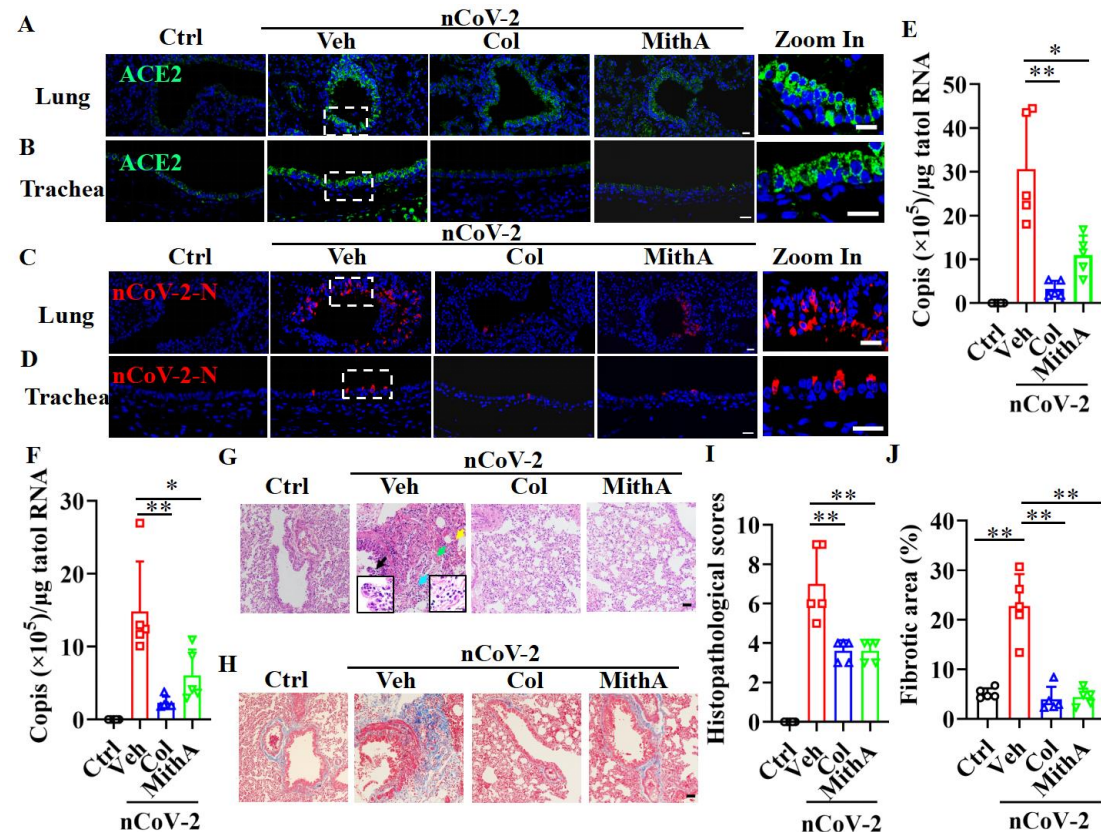 A
nCoV-2
Ctrl Veh Col MithA Zoom In
Lung
ACE2
B
Trachea
ACE2
nCoV-2
C
Ctrl Veh Col MithA Zoom In
Lung
nCoV-2-N
D
Trachea
nCoV-2-N
E
Copis (×10⁵)/μg tatol RNA
50
40
30
20
10
0
*
**
Ctrl Veh Col MithA
nCoV-2
F
Copis (×10⁵)/μg tatol RNA
30
20
10
0
*
**
Ctrl Veh Col MithA
nCoV-2
G
nCoV-2
Ctrl Veh Col MithA
H
nCoV-2
Ctrl Veh Col MithA
I
Histopathological scores
10
8
6
4
2
0
**
**
Ctrl Veh Col MithA
nCoV-2
J
Fibrotic area (%)
40
30
20
10
0
**
**
**
Ctrl Veh Col MithA
nCoV-2